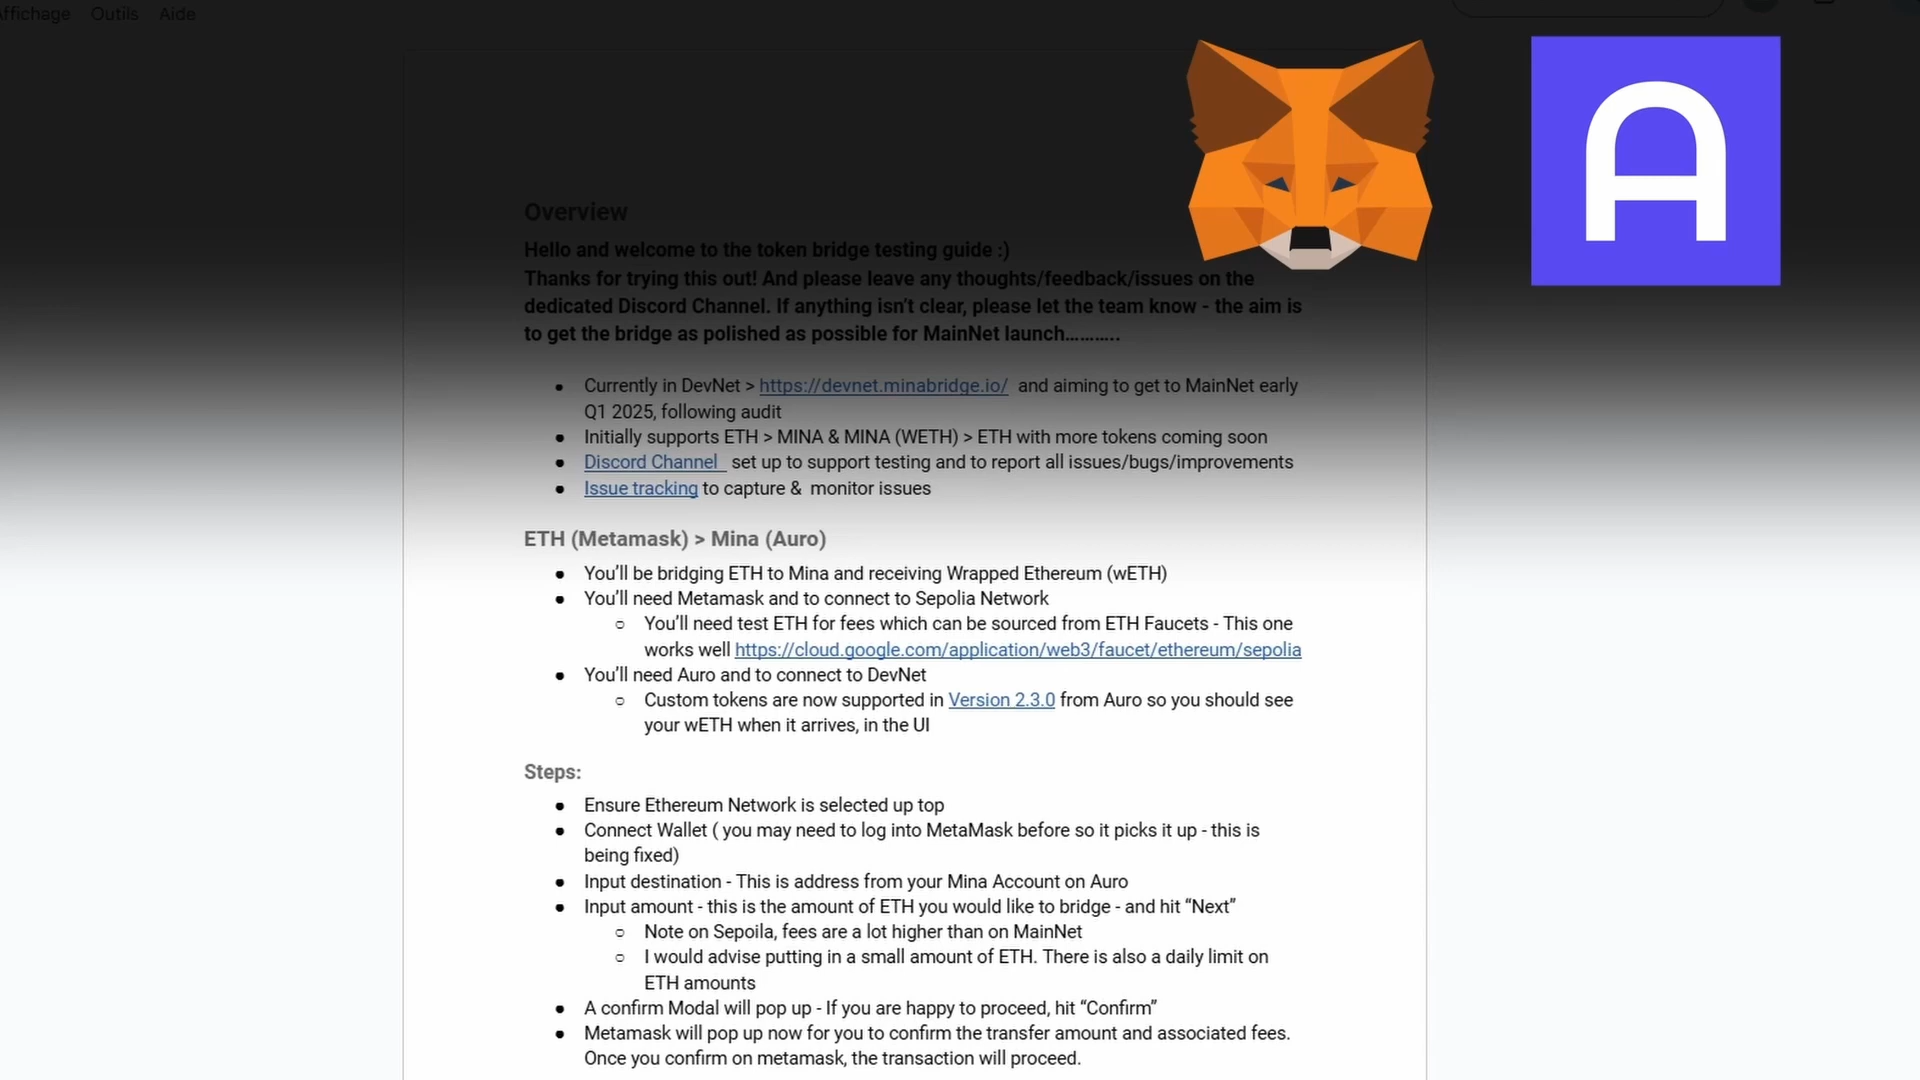 Affichage Outils Aide
A
Overview
Hello and welcome to the token bridge testing guide :)
Thanks for trying this out! And please leave any thoughts/feedback/issues on the
dedicated Discord Channel. If anything isn't clear, please let the team know - the aim is
to get the bridge as polished as possible for MainNet launch………..
● Currently in DevNet > https://devnet.minabridge.io/ and aiming to get to MainNet early
Q1 2025, following audit
● Initially supports ETH > MINA & MINA (WETH) > ETH with more tokens coming soon
● Discord Channel set up to support testing and to report all issues/bugs/improvements
● Issue tracking to capture & monitor issues
ETH (Metamask) > Mina (Auro)
● You'll be bridging ETH to Mina and receiving Wrapped Ethereum (wETH)
● You'll need Metamask and to connect to Sepolia Network
○ You'll need test ETH for fees which can be sourced from ETH Faucets - This one
works well https://cloud.google.com/application/web3/faucet/ethereum/sepolia
● You'll need Auro and to connect to DevNet
○ Custom tokens are now supported in Version 2.3.0 from Auro so you should see
your wETH when it arrives, in the UI
Steps:
● Ensure Ethereum Network is selected up top
● Connect Wallet ( you may need to log into MetaMask before so it picks it up - this is
being fixed)
● Input destination - This is address from your Mina Account on Auro
● Input amount - this is the amount of ETH you would like to bridge - and hit “Next”
○ Note on Sepoila, fees are a lot higher than on MainNet
○ I would advise putting in a small amount of ETH. There is also a daily limit on
ETH amounts
● A confirm Modal will pop up - If you are happy to proceed, hit “Confirm”
● Metamask will pop up now for you to confirm the transfer amount and associated fees.
Once you confirm on metamask, the transaction will proceed.